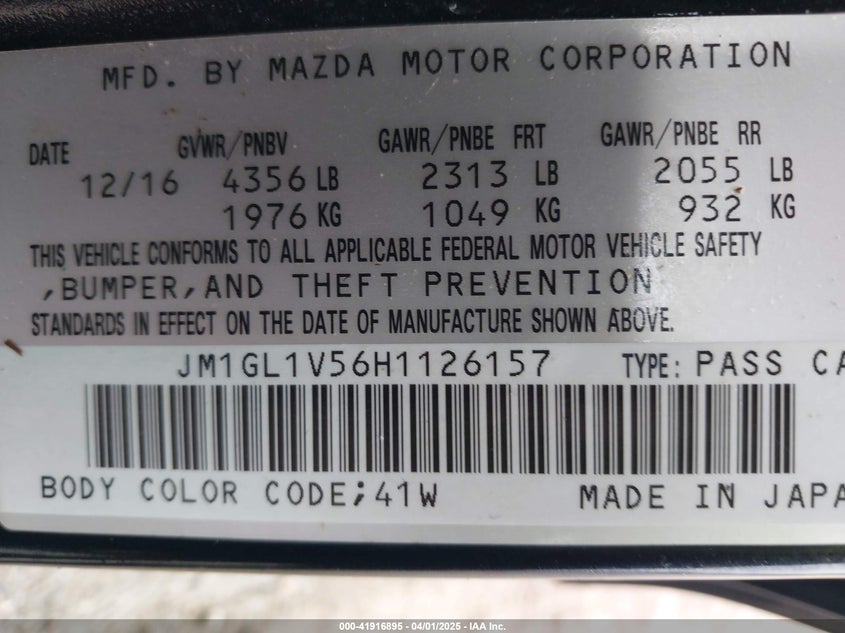 MFD. BY MAZDA MOTOR CORPORATION
DATE GVWR/PNBV GAWR/PNBE FRT GAWR/PNBE RR
12/16 4356 LB 2313 LB 2055 LB
1976 KG 1049 KG 932 KG
THIS VEHICLE CONFORMS TO ALL APPLICABLE FEDERAL MOTOR VEHICLE SAFETY
,BUMPER,AND THEFT PREVENTION
STANDARDS IN EFFECT ON THE DATE OF MANUFACTURE SHOWN ABOVE.
JM1GL1V56H1126157 TYPE: PASS CA
BODY COLOR CODE;41W MADE IN JAPA
000-41916895 - 04/01/2025 - IAA Inc.